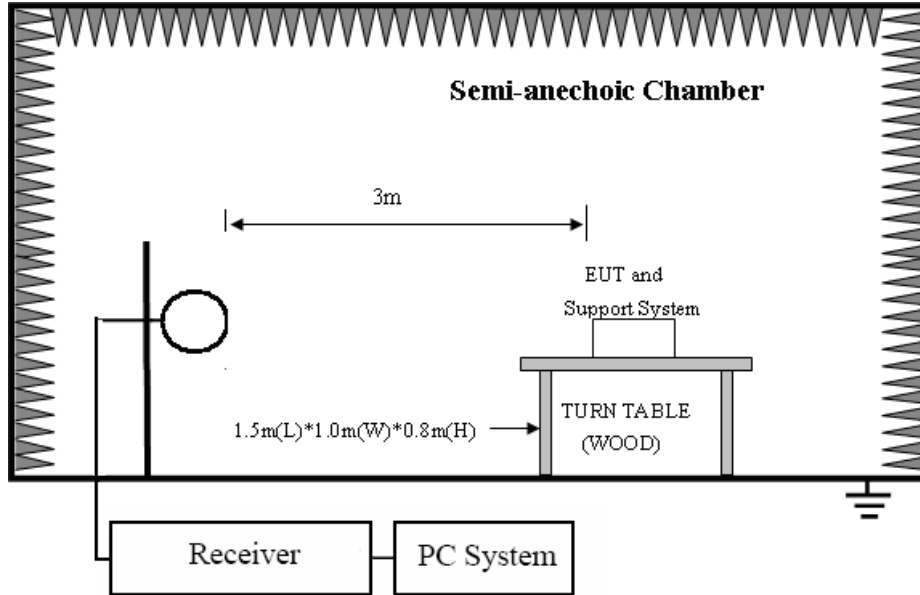 Semi-anechoic Chamber
3m
EUT and
Support System
1.5m(L)*1.0m(W)*0.8m(H)
TURN TABLE
(WOOD)
Receiver
PC System